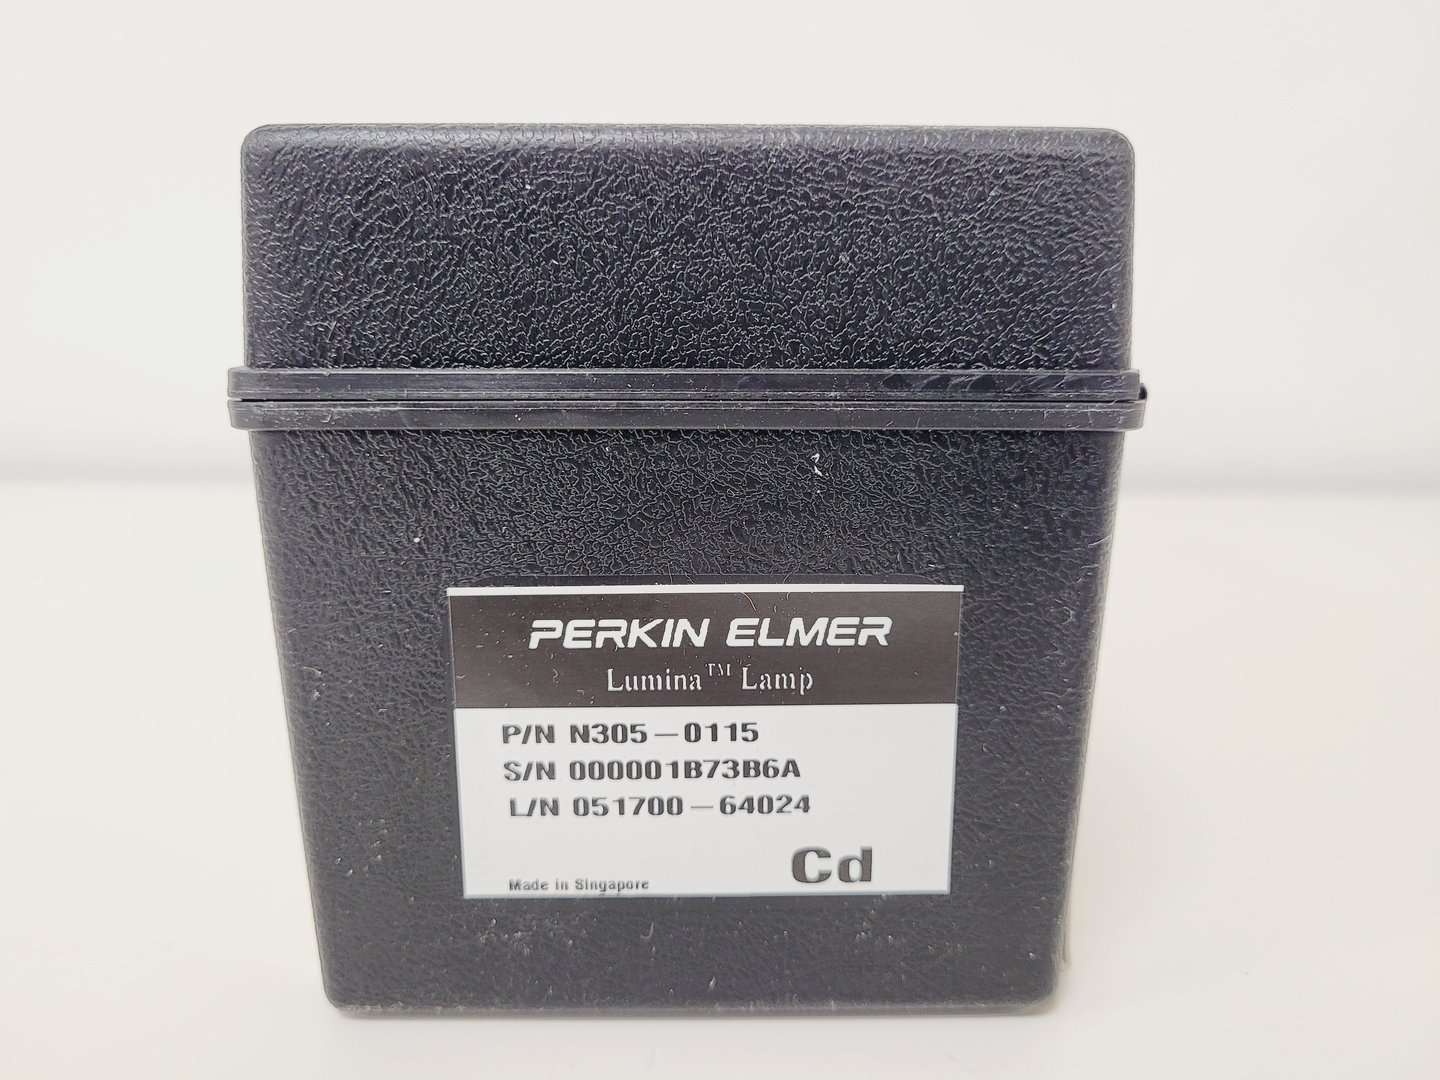 PERKIN ELMER
Lumina™ Lamp
P/N N305-0115
S/N 000001B73B6A
L/N 051700-64024
Cd
Made in Singapore